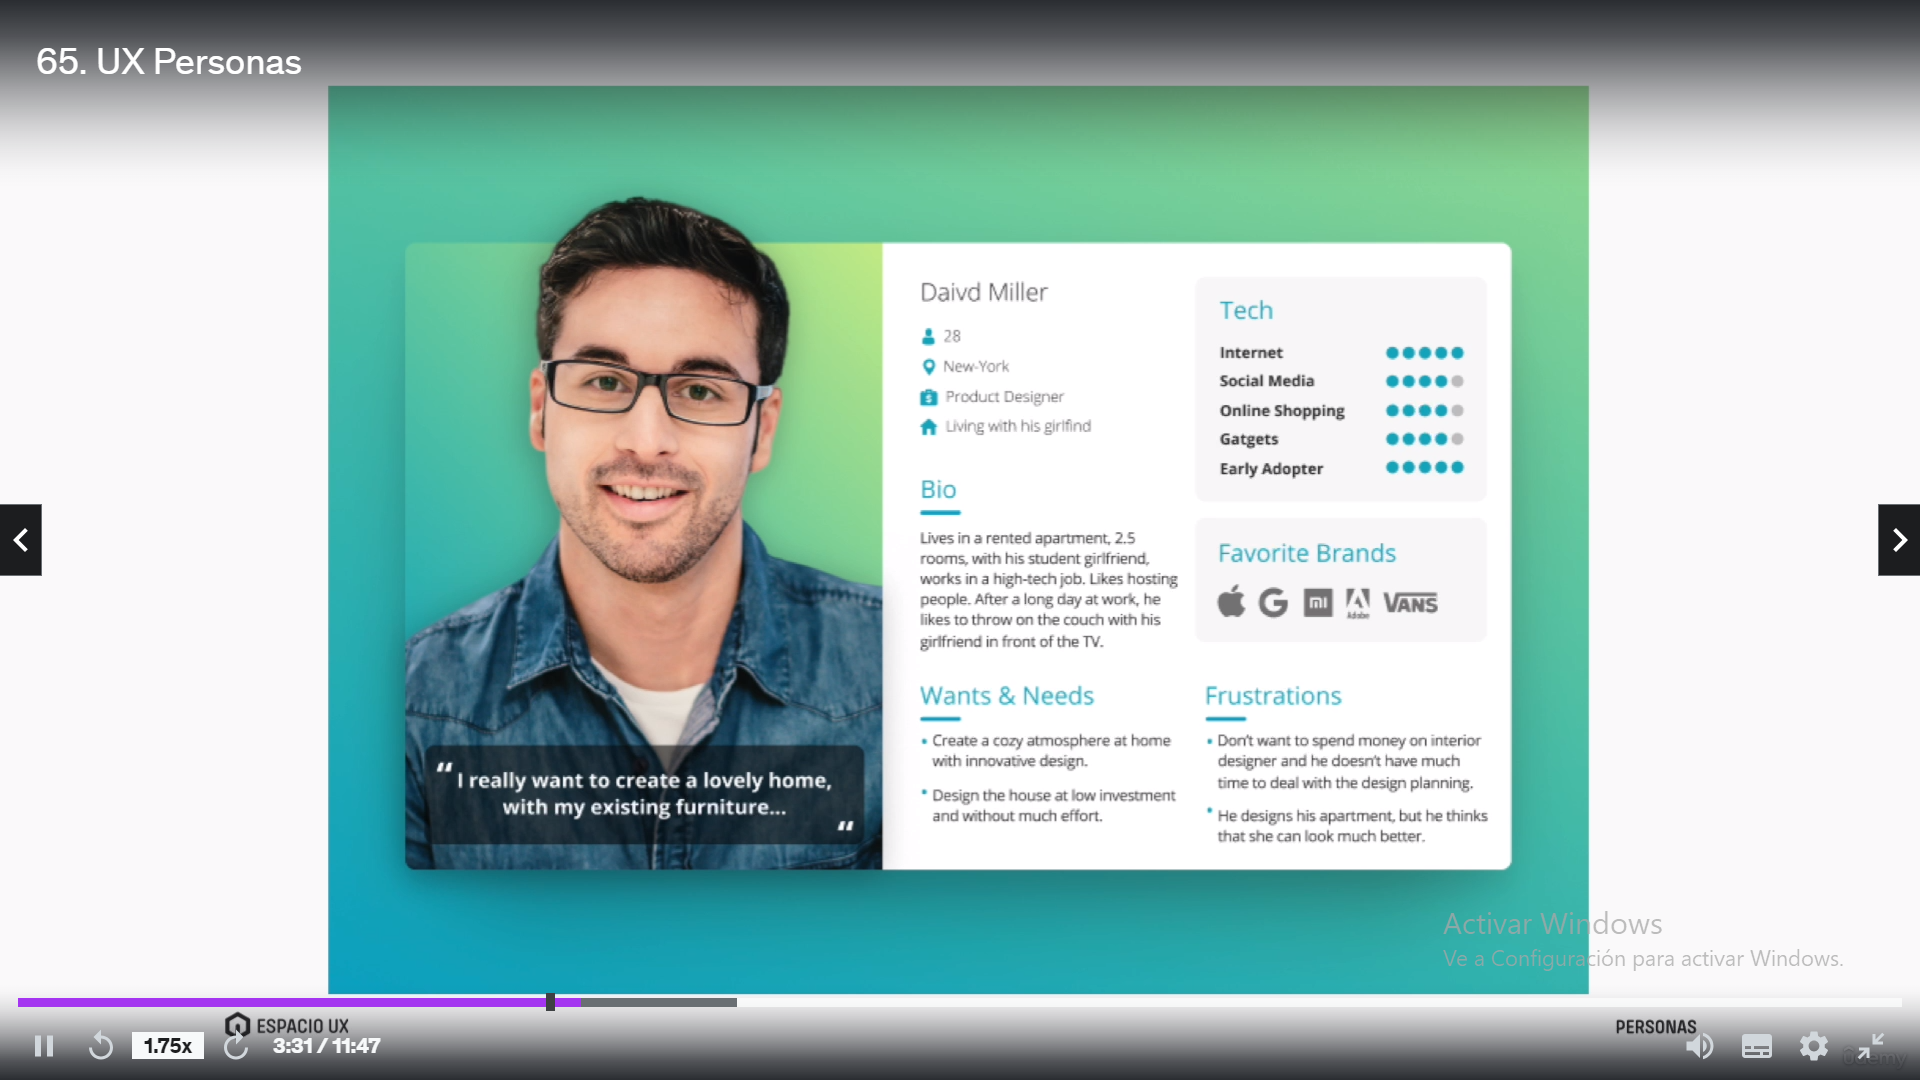 65. UX Personas
Daivd Miller
28
New-York
Product Designer
Living with his girlfind
Bio
Lives in a rented apartment, 2.5
rooms, with his student girlfriend,
works in a high-tech job. Likes hosting
people. After a long day at work, he
likes to throw on the couch with his
girlfriend in front of the TV.
Tech
Internet
Social Media
Online Shopping
Gatgets
Early Adopter
Favorite Brands
G
mi
Adobe
VANS
Wants & Needs
• Create a cozy atmosphere at home
with innovative design.
• Design the house at low investment
and without much effort.
Frustrations
• Don't want to spend money on interior
designer and he doesn't have much
time to deal with the design planning.
• He designs his apartment, but he thinks
that she can look much better.
“ I really want to create a lovely home,
with my existing furniture... “
Activar Windows
Ve a Configuración para activar Windows.
ESPACIO UX
PERSONAS
1.75x
3:31 / 11:47
ûdemy